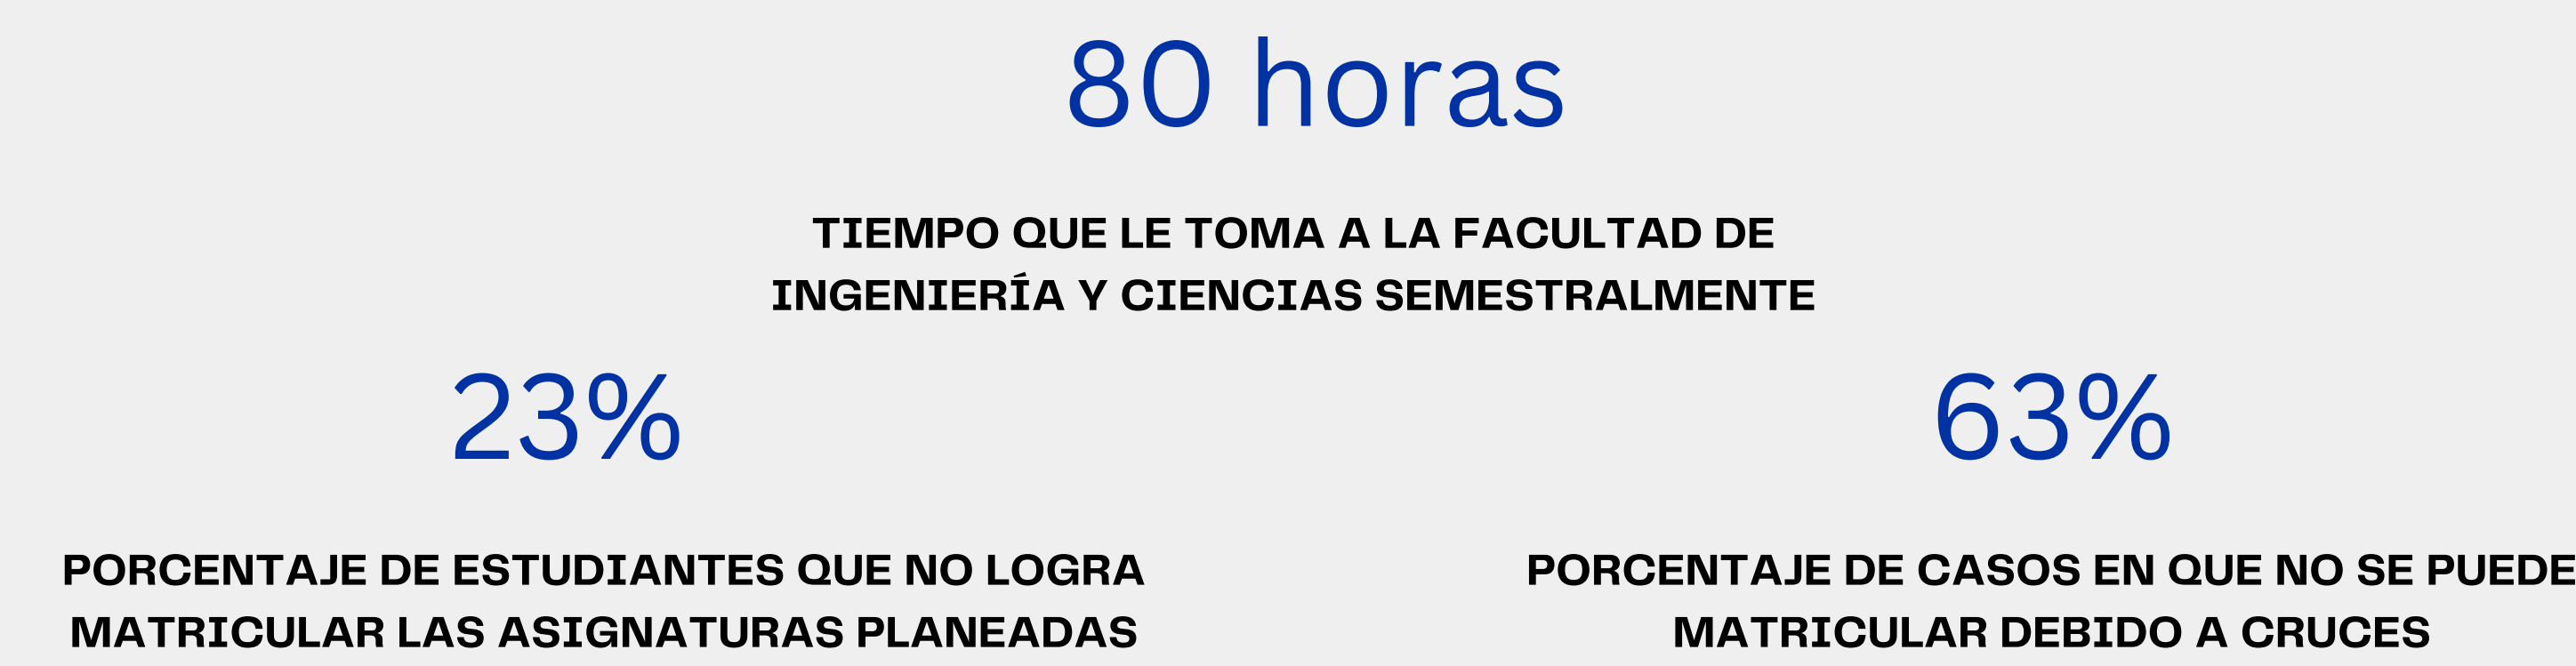 80 horas
TIEMPO QUE LE TOMA A LA FACULTAD DE
INGENIERÍA Y CIENCIAS SEMESTRALMENTE
23%
PORCENTAJE DE ESTUDIANTES QUE NO LOGRA
MATRICULAR LAS ASIGNATURAS PLANEADAS
63%
PORCENTAJE DE CASOS EN QUE NO SE PUEDE
MATRICULAR DEBIDO A CRUCES